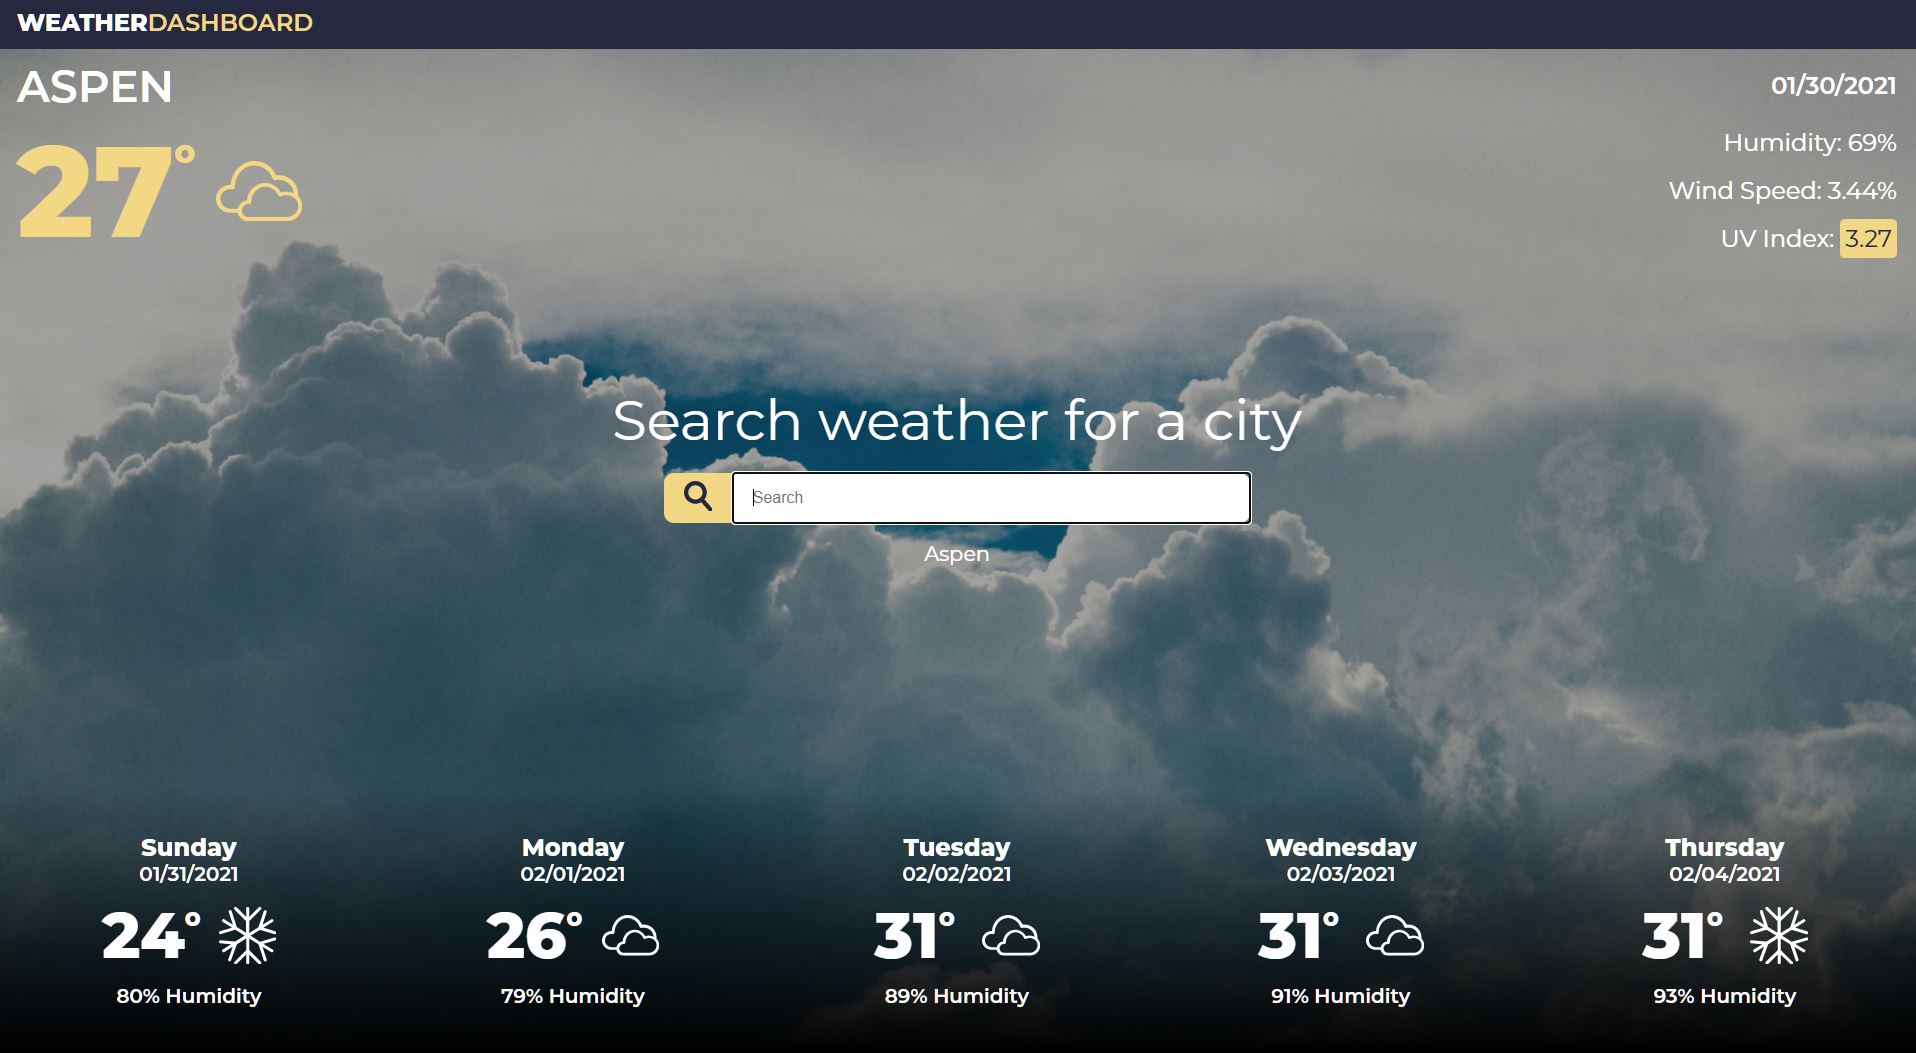 WEATHERDASHBOARD
ASPEN
27°
01/30/2021
Humidity: 69%
Wind Speed: 3.44%
UV Index: 3.27
Search weather for a city
Search
Aspen
Sunday
01/31/2021
24°
80% Humidity
Monday
02/01/2021
26°
79% Humidity
Tuesday
02/02/2021
31°
89% Humidity
Wednesday
02/03/2021
31°
91% Humidity
Thursday
02/04/2021
31°
93% Humidity